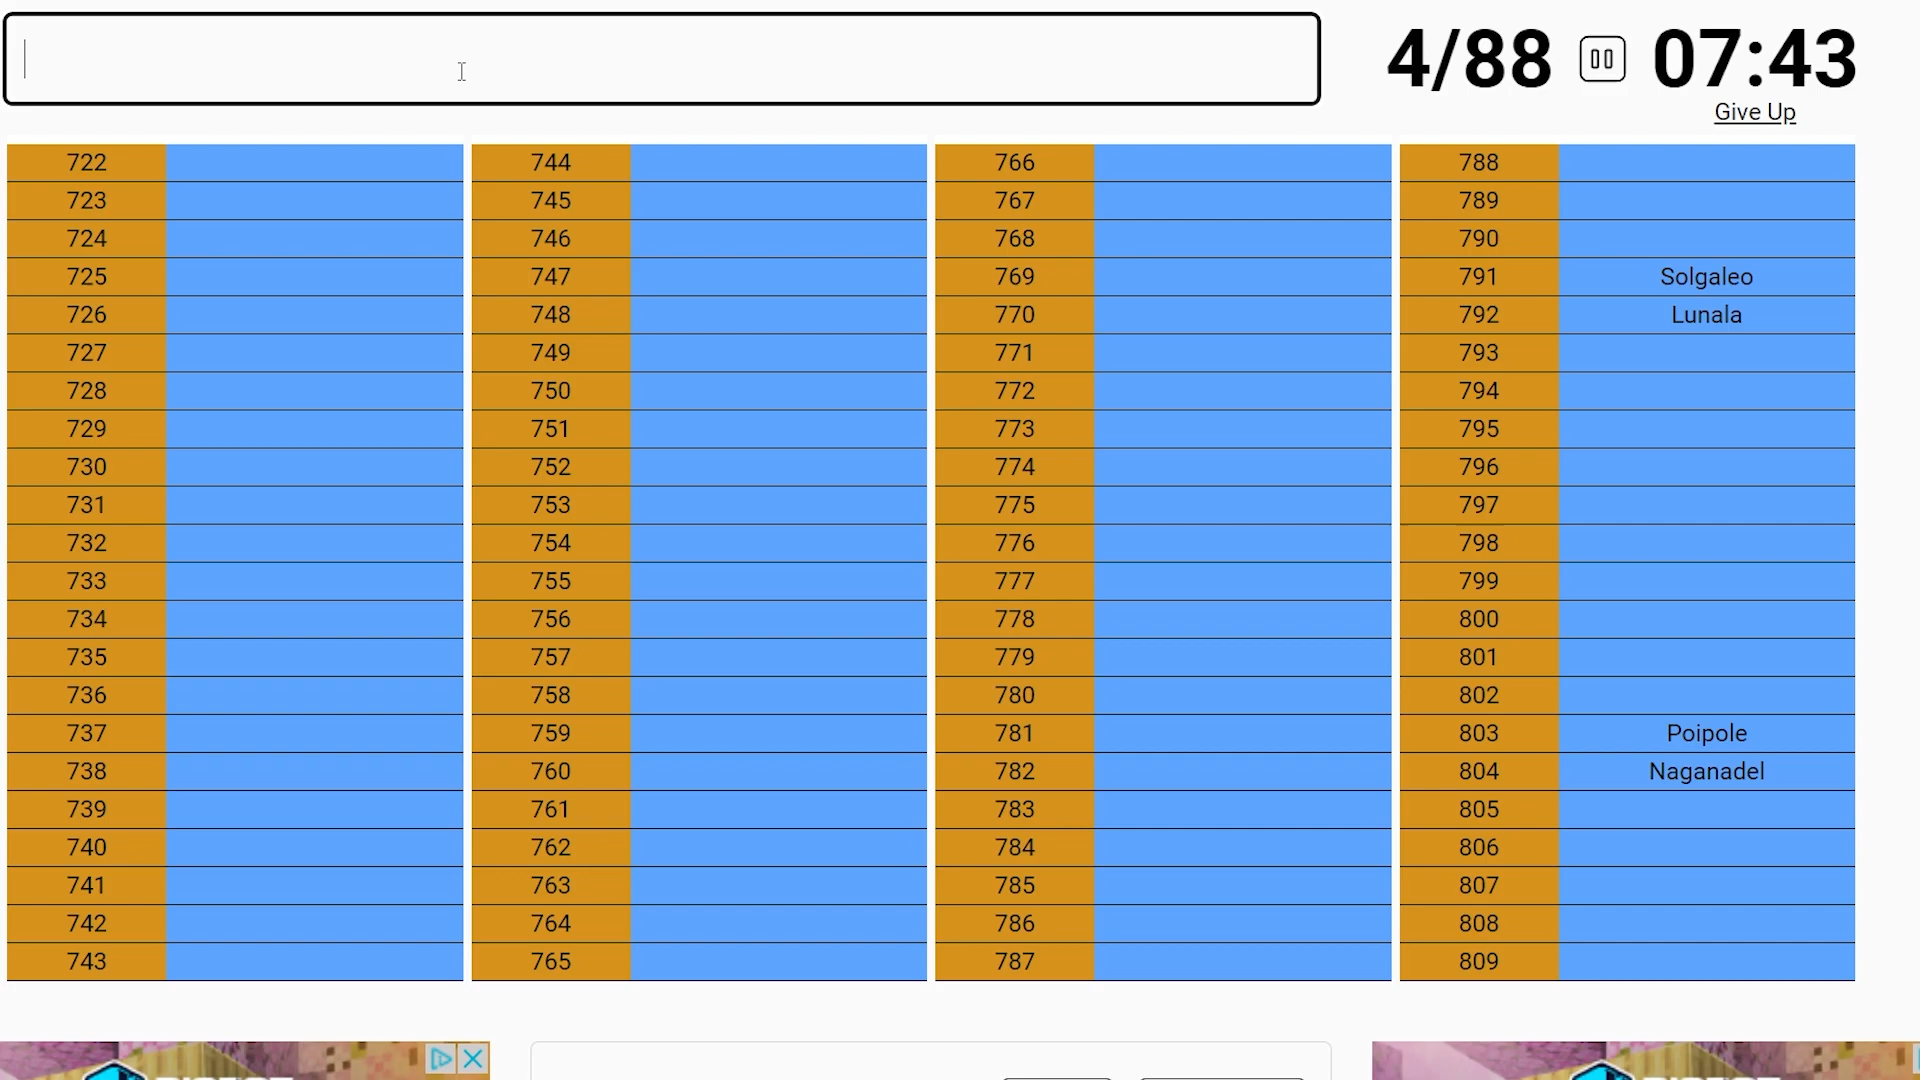 4/88
07:43
Give Up
722 744 766 788
723 745 767 789
724 746 768 790
725 747 769 791 Solgaleo
726 748 770 792 Lunala
727 749 771 793
728 750 772 794
729 751 773 795
730 752 774 796
731 753 775 797
732 754 776 798
733 755 777 799
734 756 778 800
735 757 779 801
736 758 780 802
737 759 781 803 Poipole
738 760 782 804 Naganadel
739 761 783 805
740 762 784 806
741 763 785 807
742 764 786 808
743 765 787 809